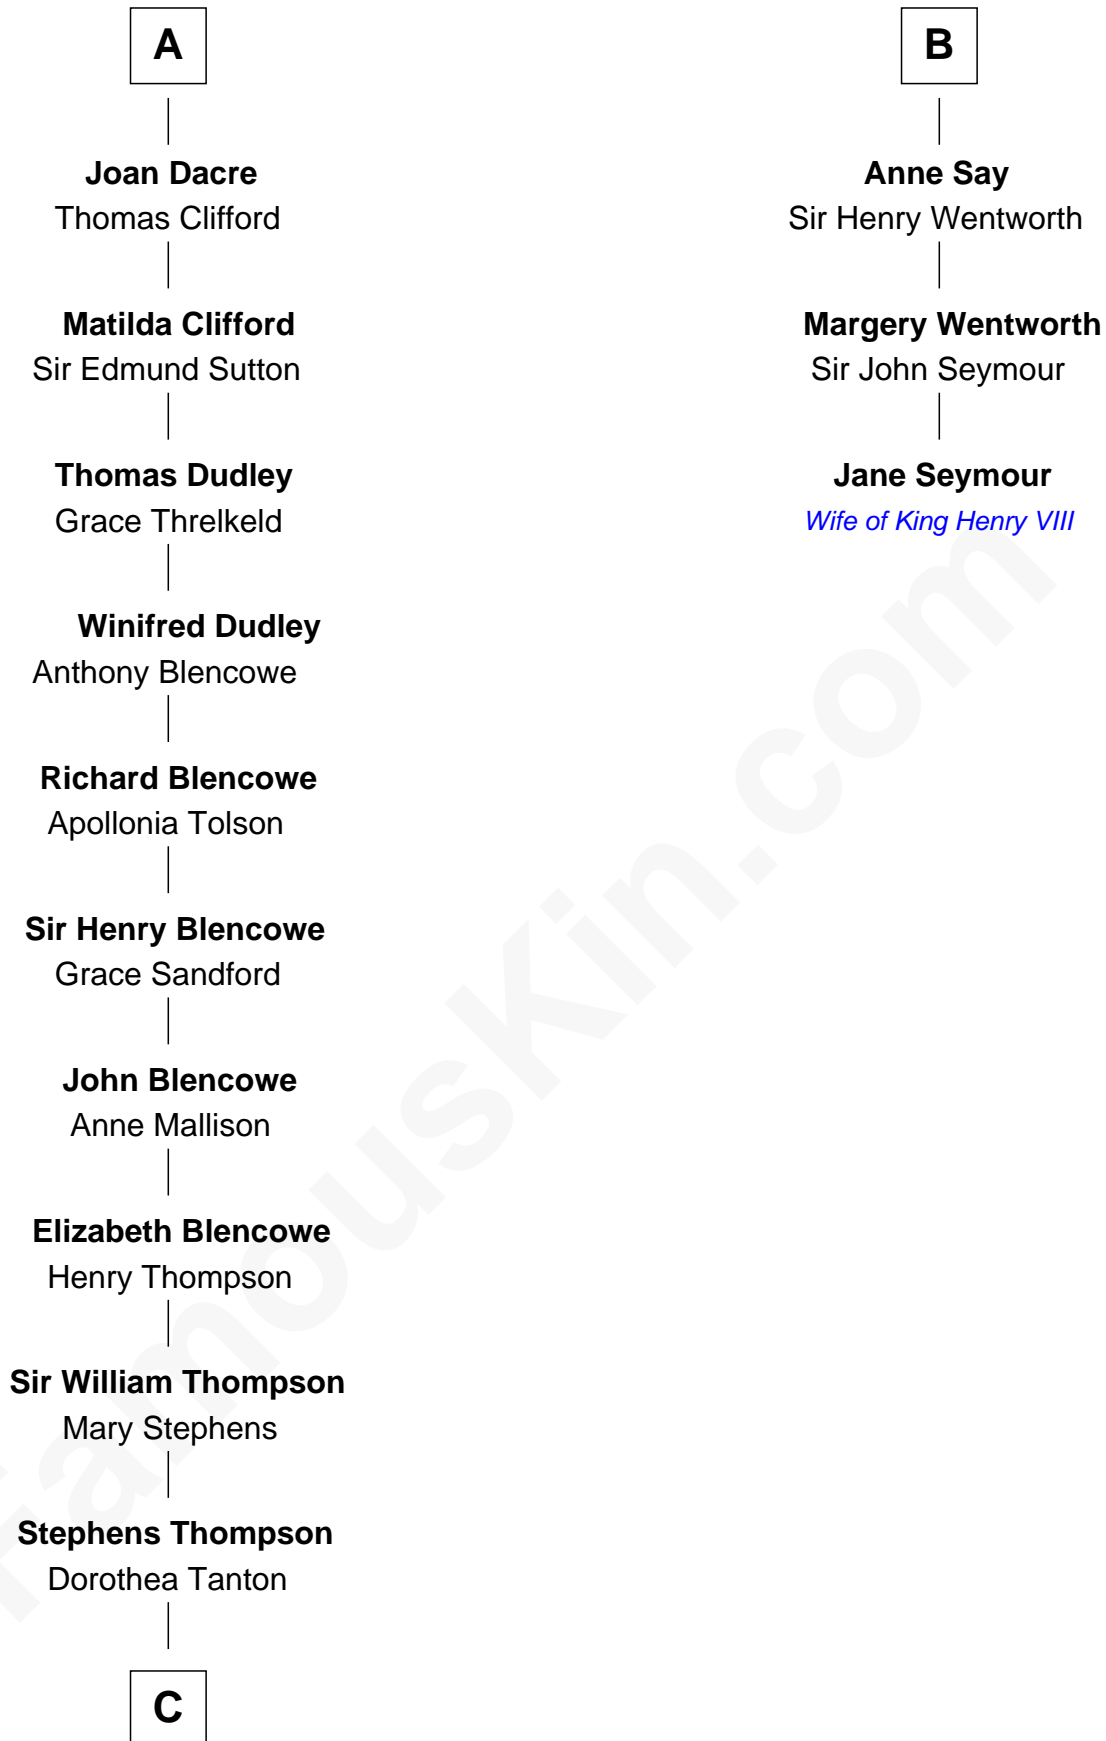 A
Joan Dacre
Thomas Clifford
Matilda Clifford
Sir Edmund Sutton
Thomas Dudley
Grace Threlkeld
Winifred Dudley
Anthony Blencowe
Richard Blencowe
Apollonia Tolson
Sir Henry Blencowe
Grace Sandford
John Blencowe
Anne Mallison
Elizabeth Blencowe
Henry Thompson
Sir William Thompson
Mary Stephens
Stephens Thompson
Dorothea Tanton
C
B
Anne Say
Sir Henry Wentworth
Margery Wentworth
Sir John Seymour
Jane Seymour
Wife of King Henry VIII
FamousKin.com